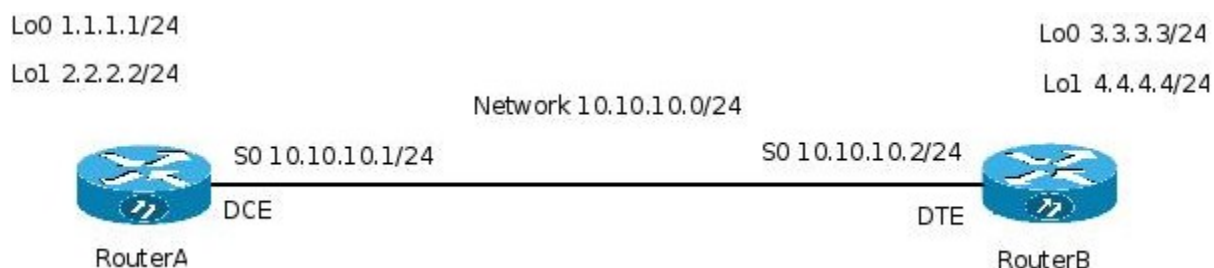 Lo0 1.1.1.1/24
Lo1 2.2.2.2/24
Lo0 3.3.3.3/24
Lo1 4.4.4.4/24
Network 10.10.10.0/24
S0 10.10.10.1/24
S0 10.10.10.2/24
DCE
DTE
RouterA
RouterB